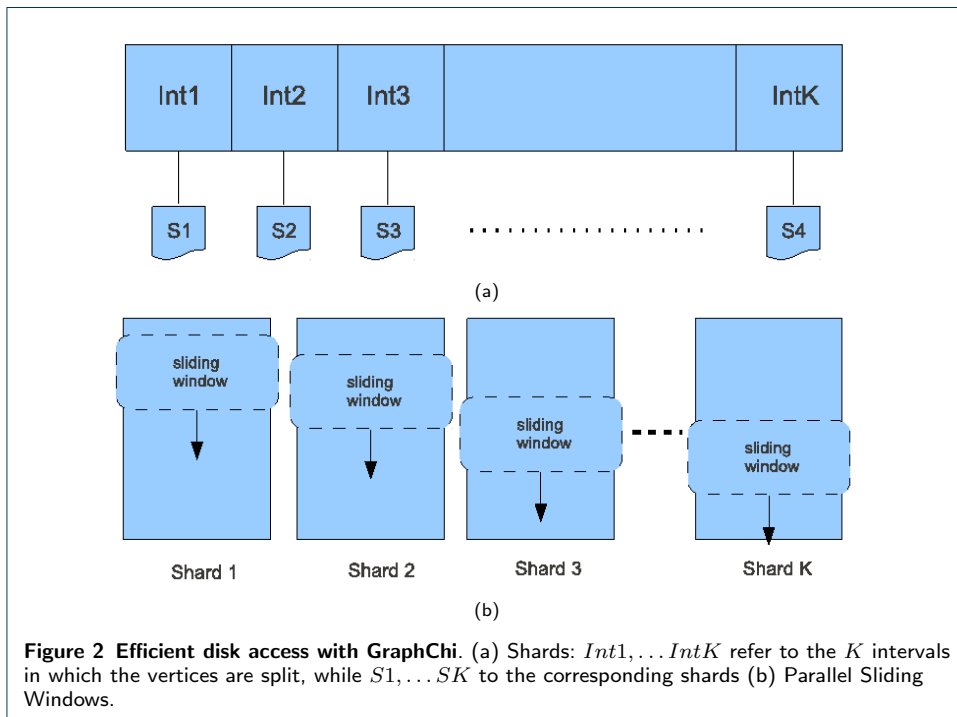 Int1 Int2 Int3 IntK
S1 S2 S3 S4
(a)
sliding
window
sliding
window
sliding
window
sliding
window
Shard 1 Shard 2 Shard 3 Shard K
(b)
Figure 2 Efficient disk access with GraphChi. (a) Shards: Int1, . . . IntK refer to the K intervals
in which the vertices are split, while S1, . . . SK to the corresponding shards (b) Parallel Sliding
Windows.